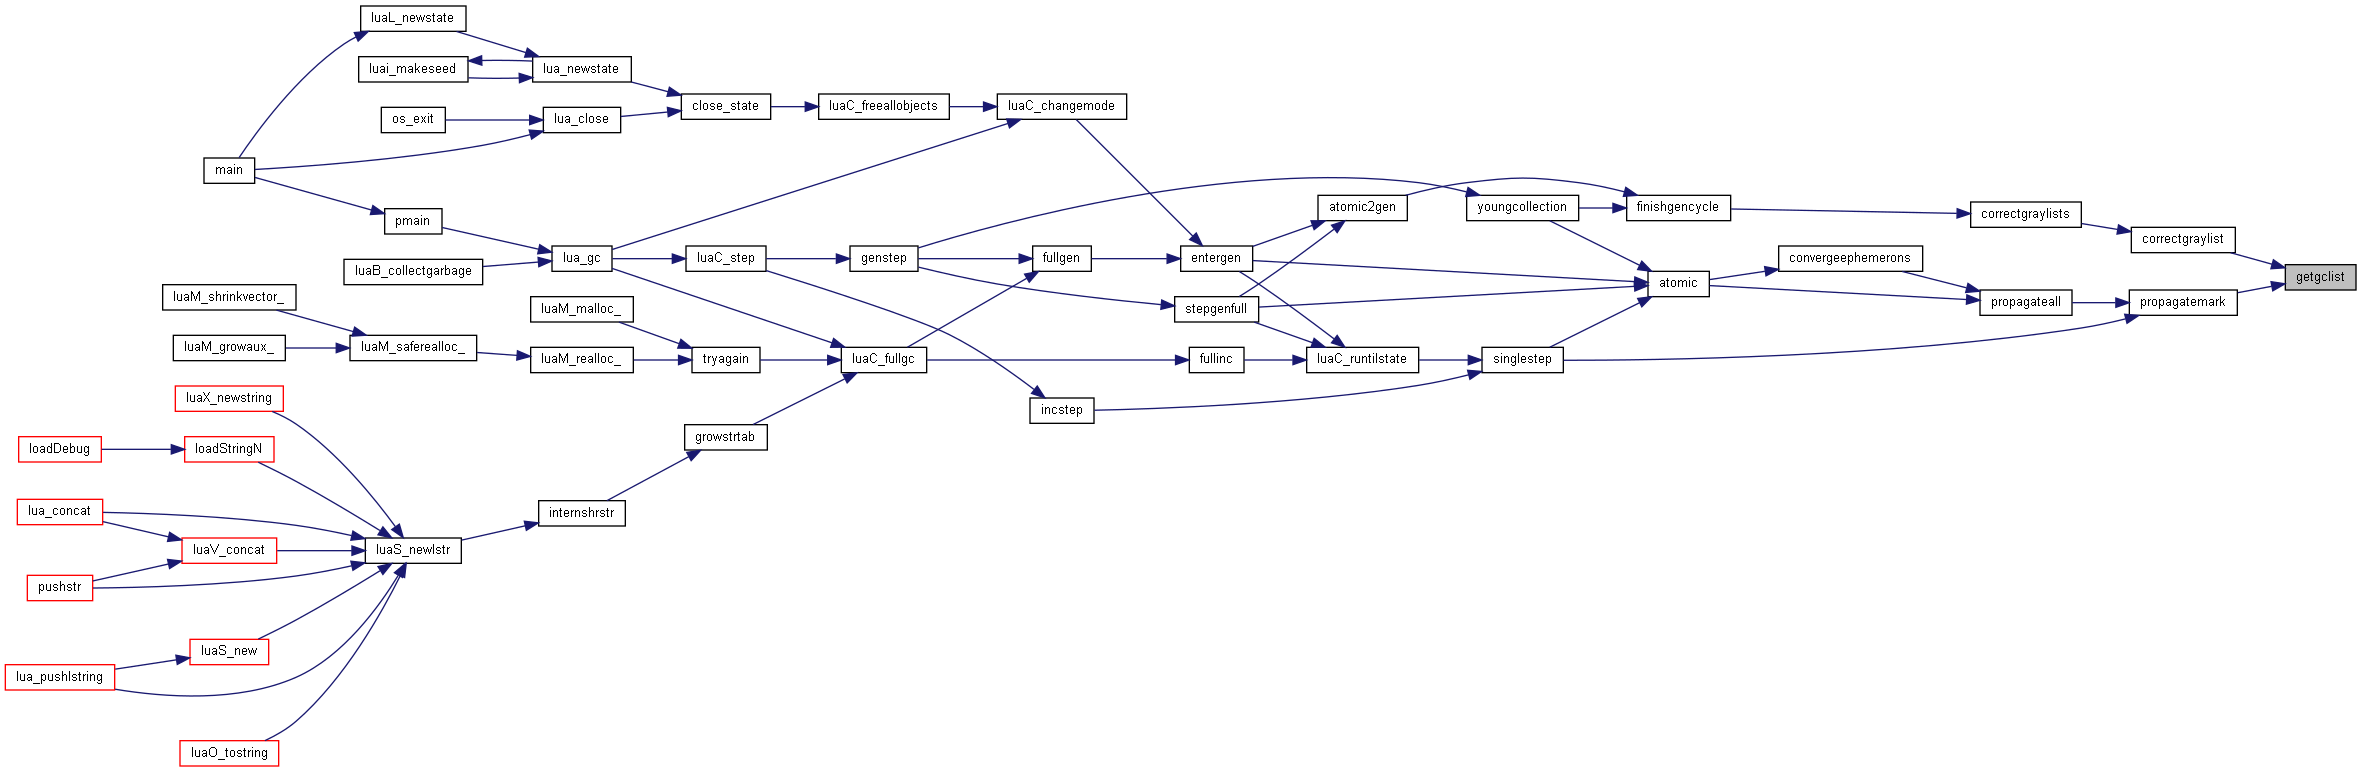 luaL_newstate
luai_makeseed
lua_newstate
os_exit
lua_close
close_state
luaC_freeallobjects
luaC_changemode
main
pmain
luaB_collectgarbage
lua_gc
luaC_step
genstep
fullgen
entergen
atomic2gen
stepgenfull
youngcollection
finishgencycle
atomic
convergeephemerons
correctgraylists
correctgraylist
getgclist
propagateall
propagatemark
luaM_shrinkvector_
luaM_growaux_
luaM_saferealloc_
luaM_malloc_
luaM_realloc_
tryagain
luaC_fullgc
fullinc
luaC_runtilstate
singlestep
incstep
growstrtab
internshrstr
luaX_newstring
loadDebug
loadStringN
lua_concat
luaV_concat
luaS_newlstr
pushstr
luaS_new
lua_pushlstring
luaO_tostring